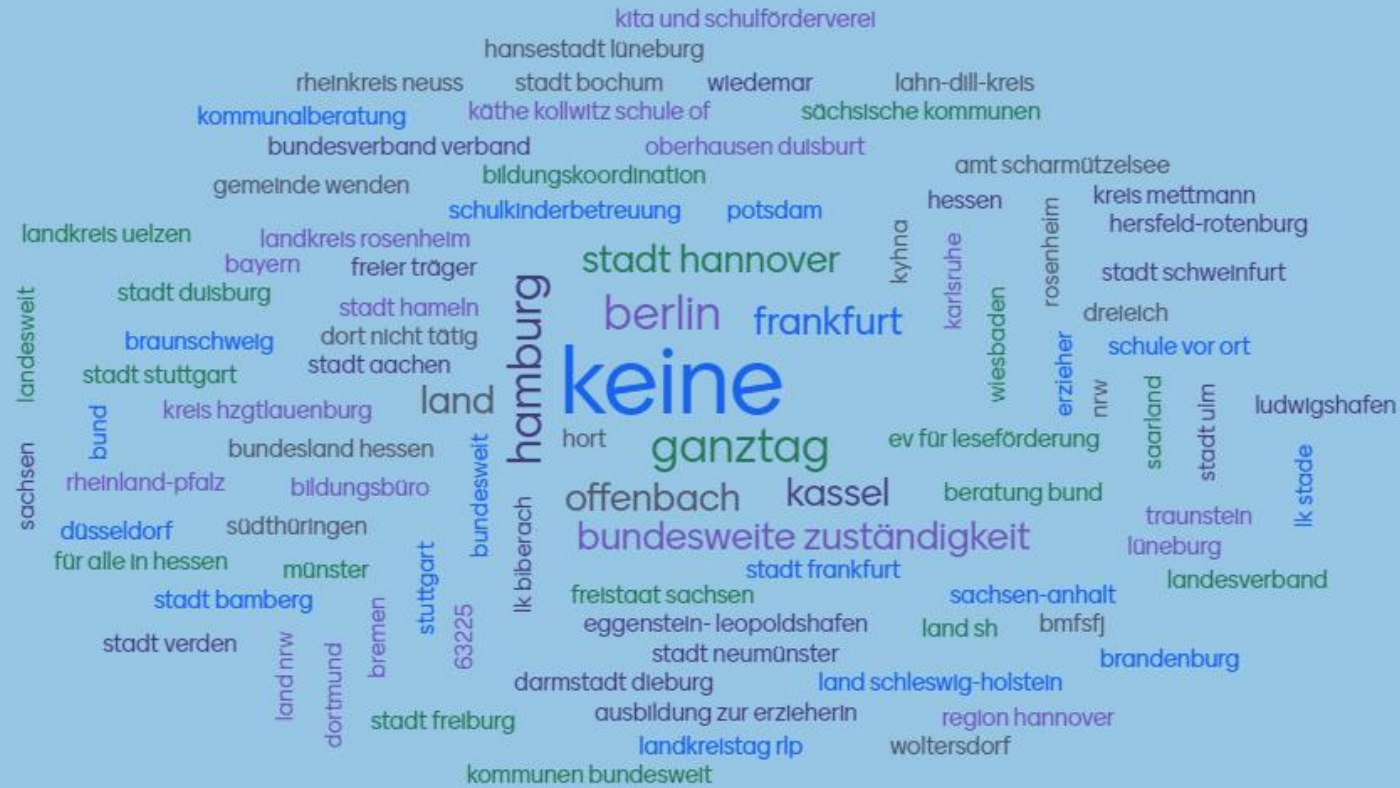 kita und schulförderverei
hansestadt lüneburg
rheinkreis neuss
stadt bochum
wiedemar
lahn-dill-kreis
kommunalberatung
käthe kollwitz schule of
sächsische kommunen
bundesverband verband
oberhausen duisburt
amt scharmützelsee
gemeinde wenden
bildungskoordination
kreis mettmann
schulkinderbetreuung
potsdam
hessen
hersfeld-rotenburg
landkreis uelzen
landkreis rosenheim
stadt hannover
kyhna
karlsruhe
rosenheim
bayern
freier träger
stadt schweinfurt
landesweit
stadt duisburg
stadt hameln
hamburg
berlin
frankfurt
wiesbaden
dreieich
braunschweig
dort nicht tätig
erzieher
schule vor ort
stadt stuttgart
stadt aachen
keine
nrw
bund
kreis hzgtlauenburg
land
saarland
stadt ulm
ludwigshafen
sachsen
bundesland hessen
bundesweit
hort
ganztag
ev für leseförderung
lk stade
rheinland-pfalz
bildungsbüro
offenbach
kassel
beratung bund
düsseldorf
südthüringen
lk biberach
bundesweite zuständigkeit
traunstein
lüneburg
für alle in hessen
münster
stuttgart
stadt frankfurt
landesverband
stadt bamberg
bremen
63225
freistaat sachsen
sachsen-anhalt
stadt verden
land nrw
dortmund
eggenstein- leopoldshafen
land sh
bmfsfj
stadt neumünster
brandenburg
darmstadt dieburg
land schleswig-holstein
stadt freiburg
ausbildung zur erzieherin
region hannover
landkreistag rlp
woltersdorf
kommunen bundesweit